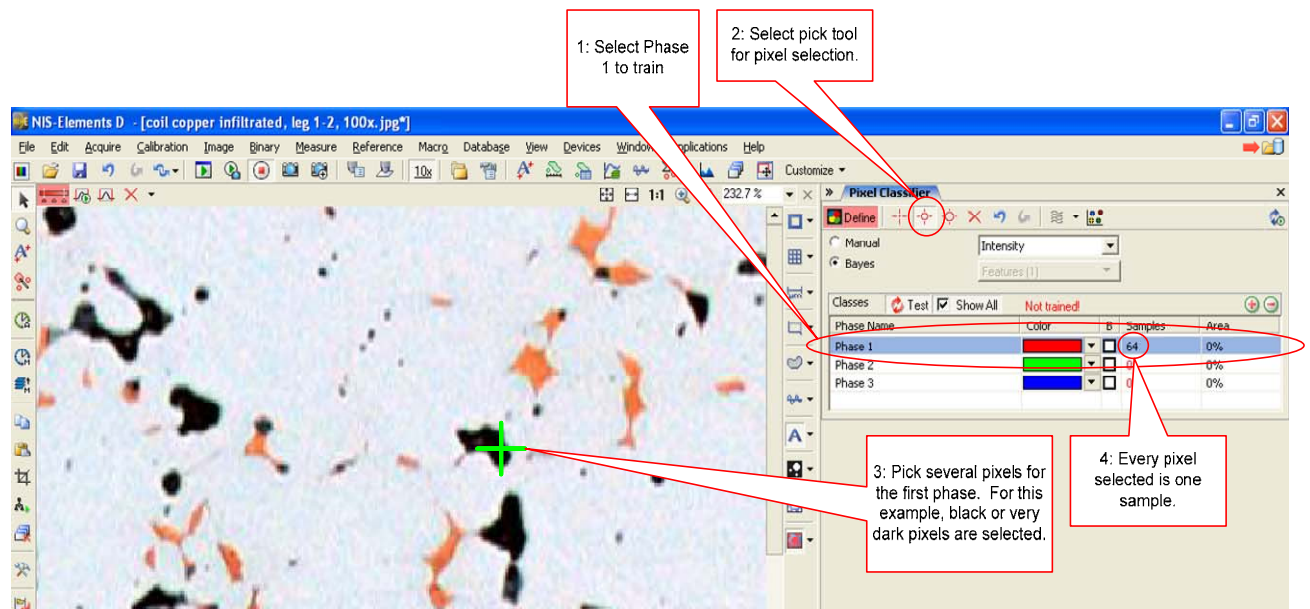 1: Select Phase
1 to train
2: Select pick tool
for pixel selection.
NIS-Elements D - [coil copper infiltrated, leg 1-2, 100x.jpg*]
File Edit Acquire Calibration Image Binary Measure Reference Macro Database View Devices Window Applications Help
10x
Customize
1:1
232.7 %
Pixel Classifier
Define
Manual
Bayes
Intensity
Features (1)
Classes Test Show All Not trained!
Phase Name Color B Samples Area
Phase 1 64 0%
Phase 2 0 0%
Phase 3 0 0%
3: Pick several pixels for
the first phase. For this
example, black or very
dark pixels are selected.
4: Every pixel
selected is one
sample.